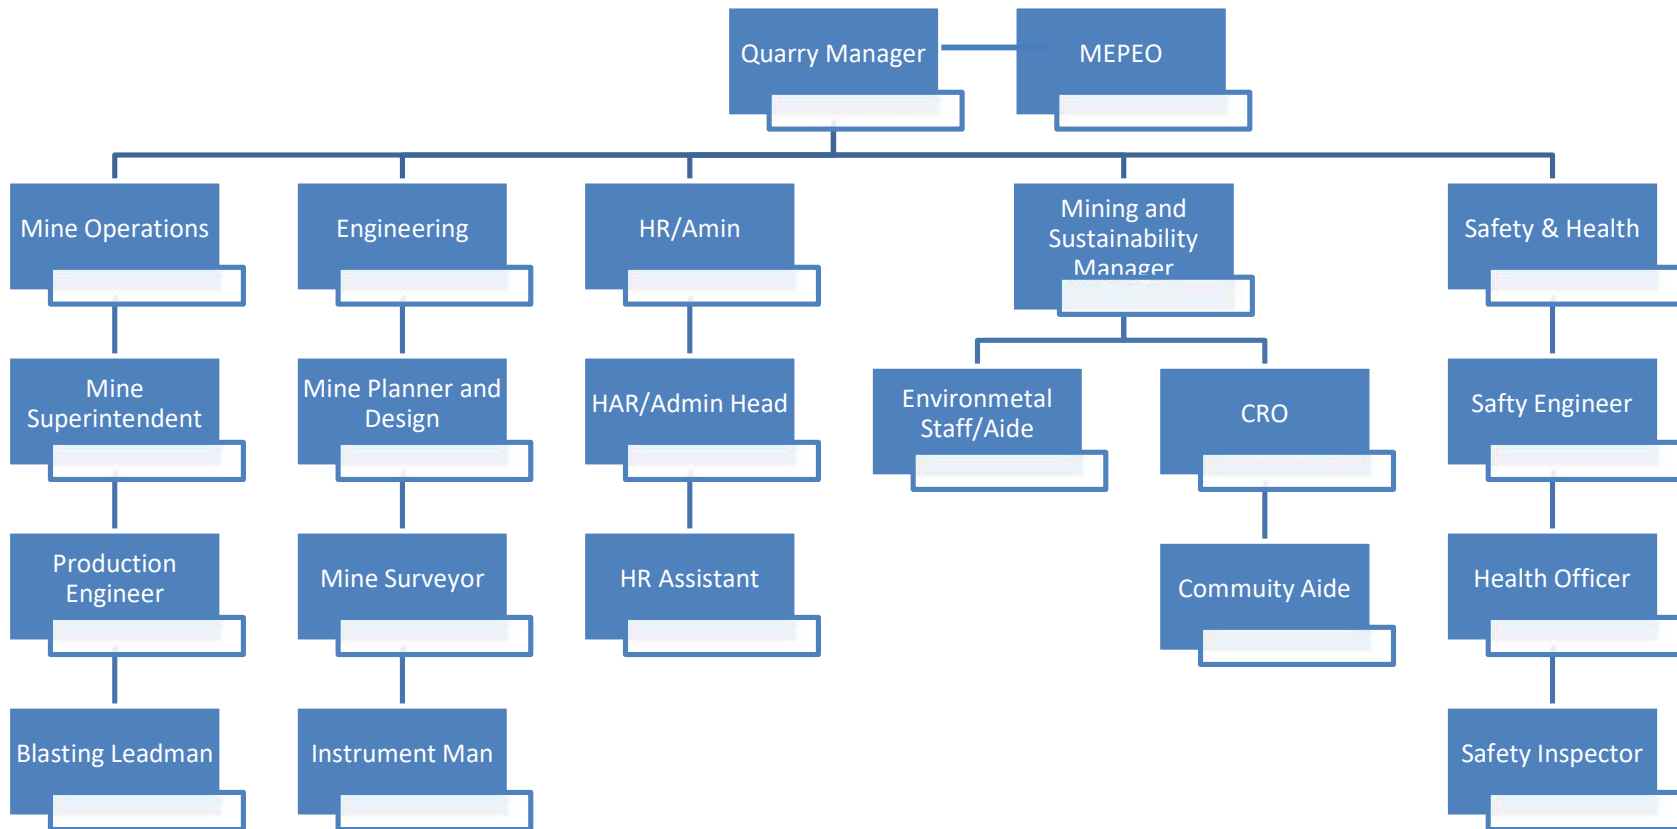 Quarry Manager
MEPEO
Mine Operations
Engineering
HR/Amin
Mining and
Sustainability
Manager
Safety & Health
Mine
Superintendent
Mine Planner and
Design
HAR/Admin Head
Environmetal
Staff/Aide
CRO
Safty Engineer
Production
Engineer
Mine Surveyor
HR Assistant
Commuity Aide
Health Officer
Blasting Leadman
Instrument Man
Safety Inspector